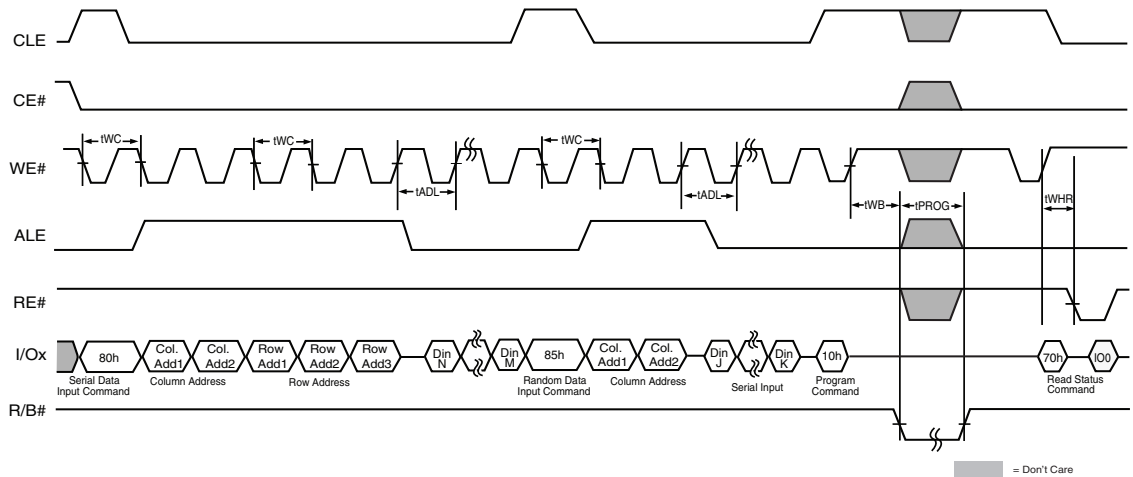 CLE
CE#
tWC
tWC
tWC
WE#
tADL
tADL
tWB
tPROG
tWHR
ALE
RE#
I/Ox
80h
Col. Add1
Col. Add2
Row Add1
Row Add2
Row Add3
Din N
Din M
85h
Col. Add1
Col. Add2
Din J
Din K
10h
70h
IO0
Serial Data
Input Command
Column Address
Row Address
Random Data
Input Command
Column Address
Serial Input
Program
Command
Read Status
Command
R/B#
= Don't Care